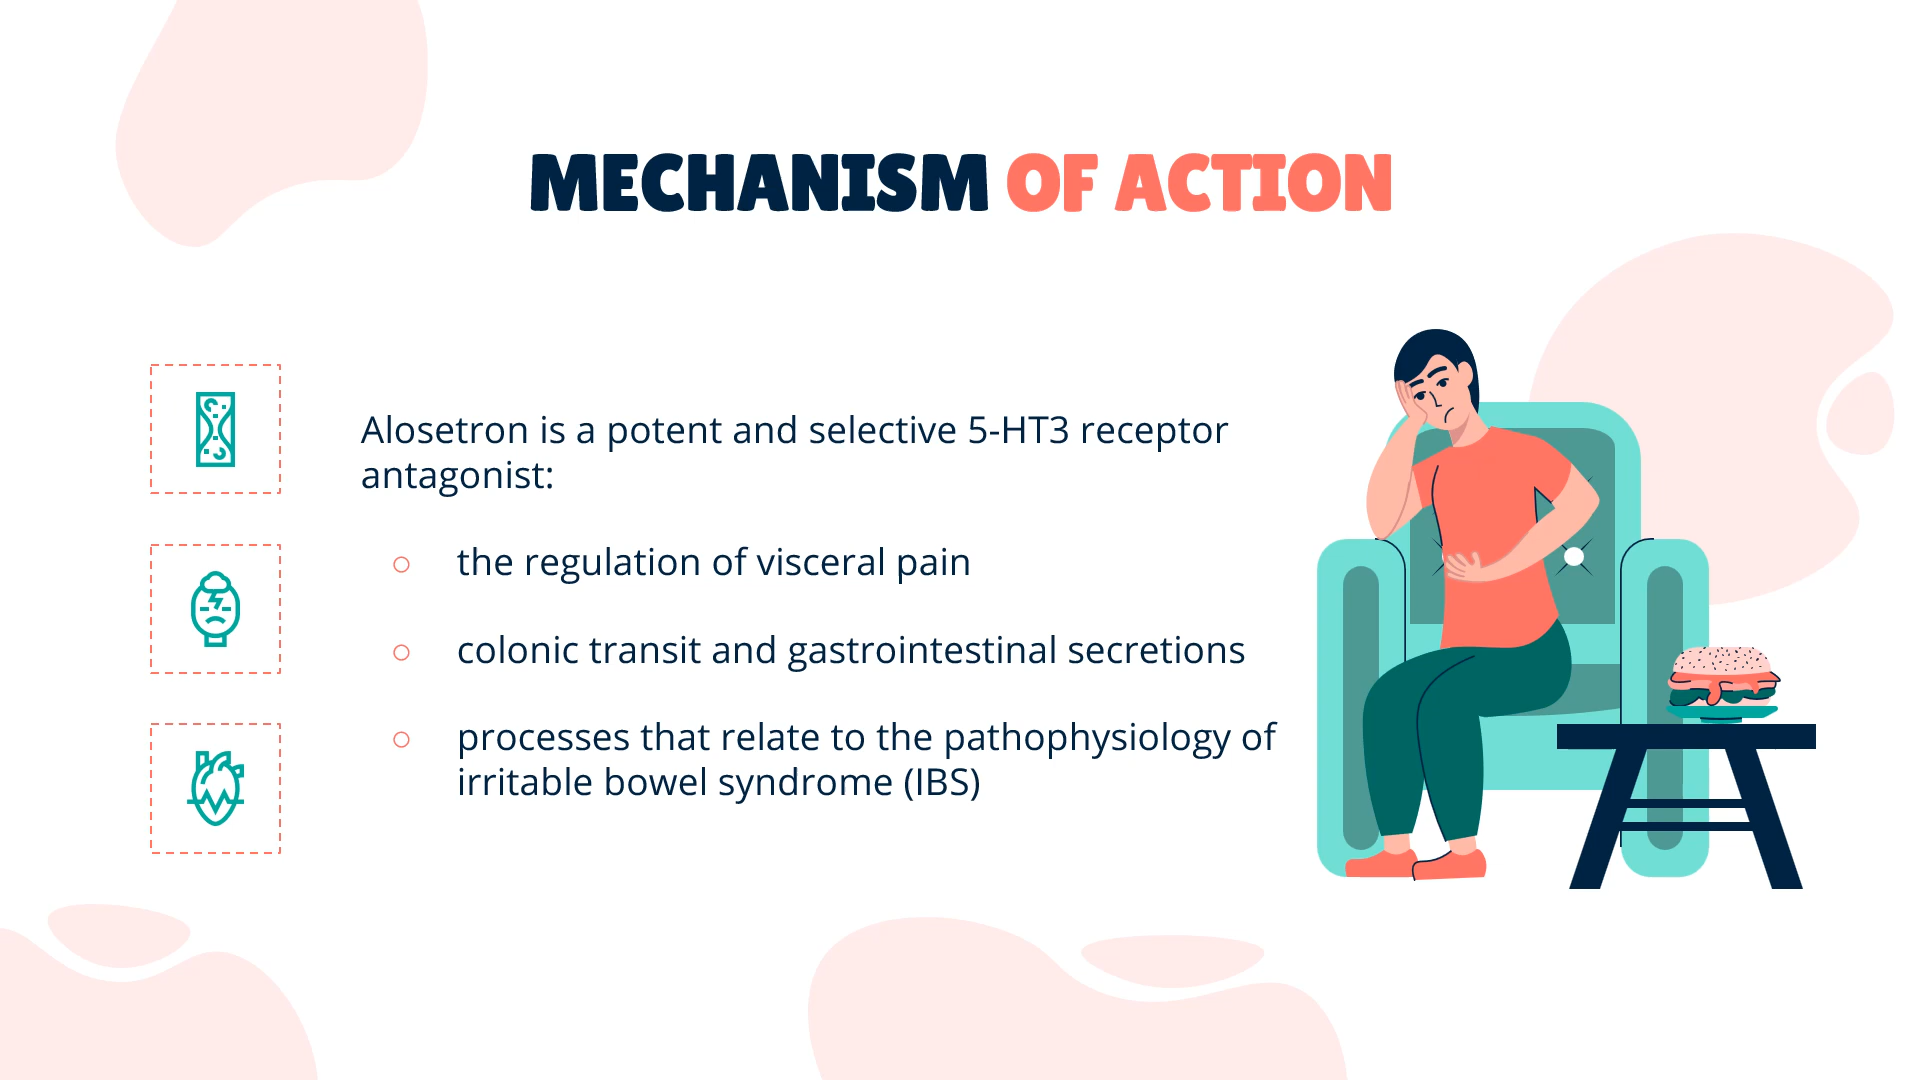 MECHANISM OF ACTION
Alosetron is a potent and selective 5-HT3 receptor
antagonist:
○ the regulation of visceral pain
○ colonic transit and gastrointestinal secretions
○ processes that relate to the pathophysiology of
irritable bowel syndrome (IBS)